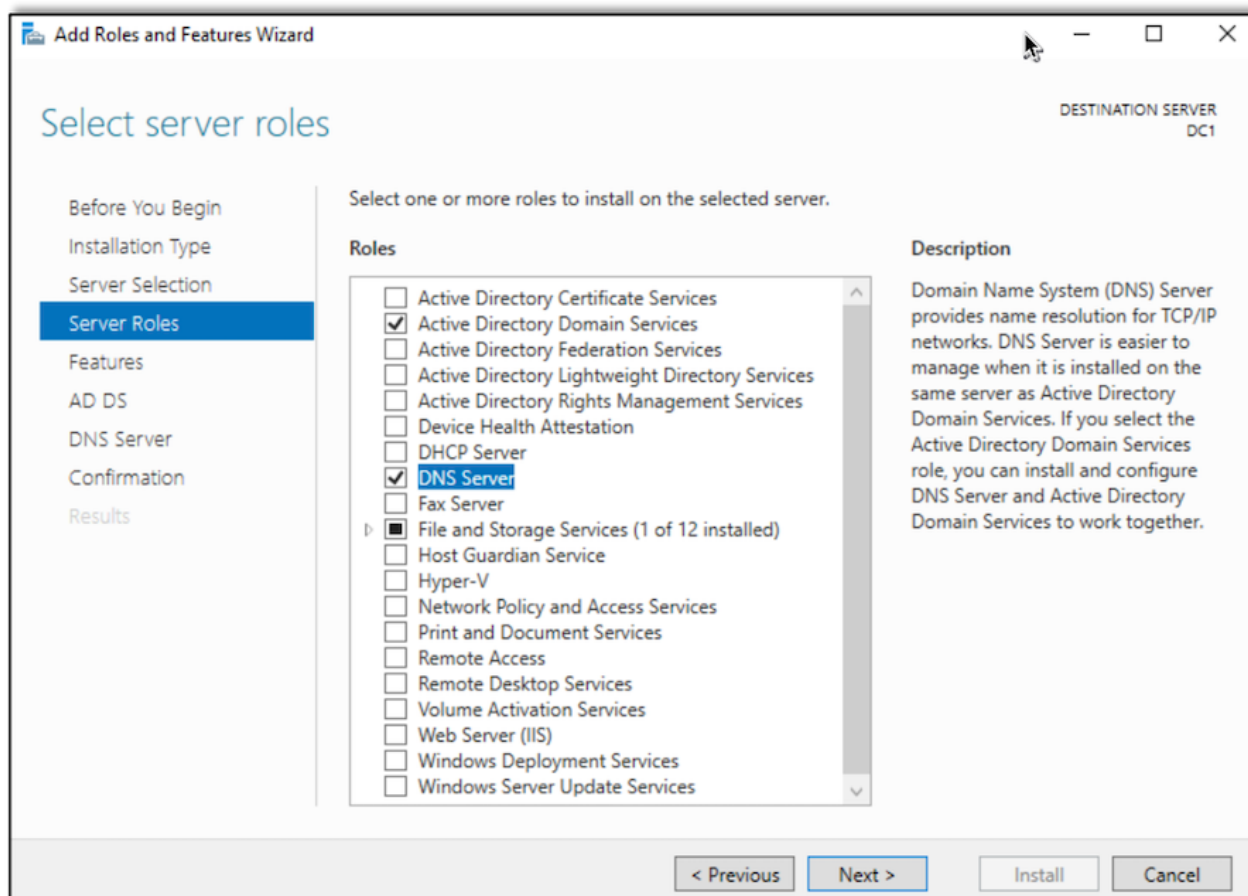 Add Roles and Features Wizard
Select server roles
DESTINATION SERVER
DC1
Before You Begin
Installation Type
Server Selection
Server Roles
Features
AD DS
DNS Server
Confirmation
Results
Select one or more roles to install on the selected server.
Roles
Active Directory Certificate Services
Active Directory Domain Services
Active Directory Federation Services
Active Directory Lightweight Directory Services
Active Directory Rights Management Services
Device Health Attestation
DHCP Server
DNS Server
Fax Server
File and Storage Services (1 of 12 installed)
Host Guardian Service
Hyper-V
Network Policy and Access Services
Print and Document Services
Remote Access
Remote Desktop Services
Volume Activation Services
Web Server (IIS)
Windows Deployment Services
Windows Server Update Services
Description
Domain Name System (DNS) Server
provides name resolution for TCP/IP
networks. DNS Server is easier to
manage when it is installed on the
same server as Active Directory
Domain Services. If you select the
Active Directory Domain Services
role, you can install and configure
DNS Server and Active Directory
Domain Services to work together.
< Previous
Next >
Install
Cancel